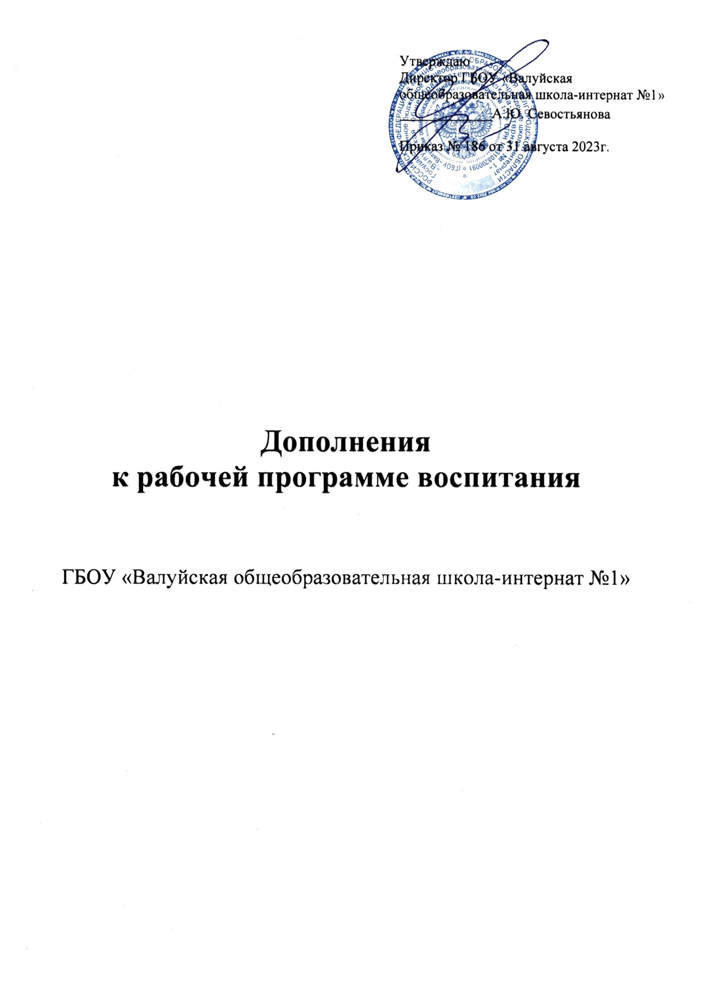 Утверждаю
Директор ГБОУ «Валуйская
общеобразовательная школа-интернат №1»
А.Ю. Севостьянова
Приказ № 186 от 31 августа 2023г.
Дополнения
к рабочей программе воспитания
ГБОУ «Валуйская общеобразовательная школа-интернат №1»